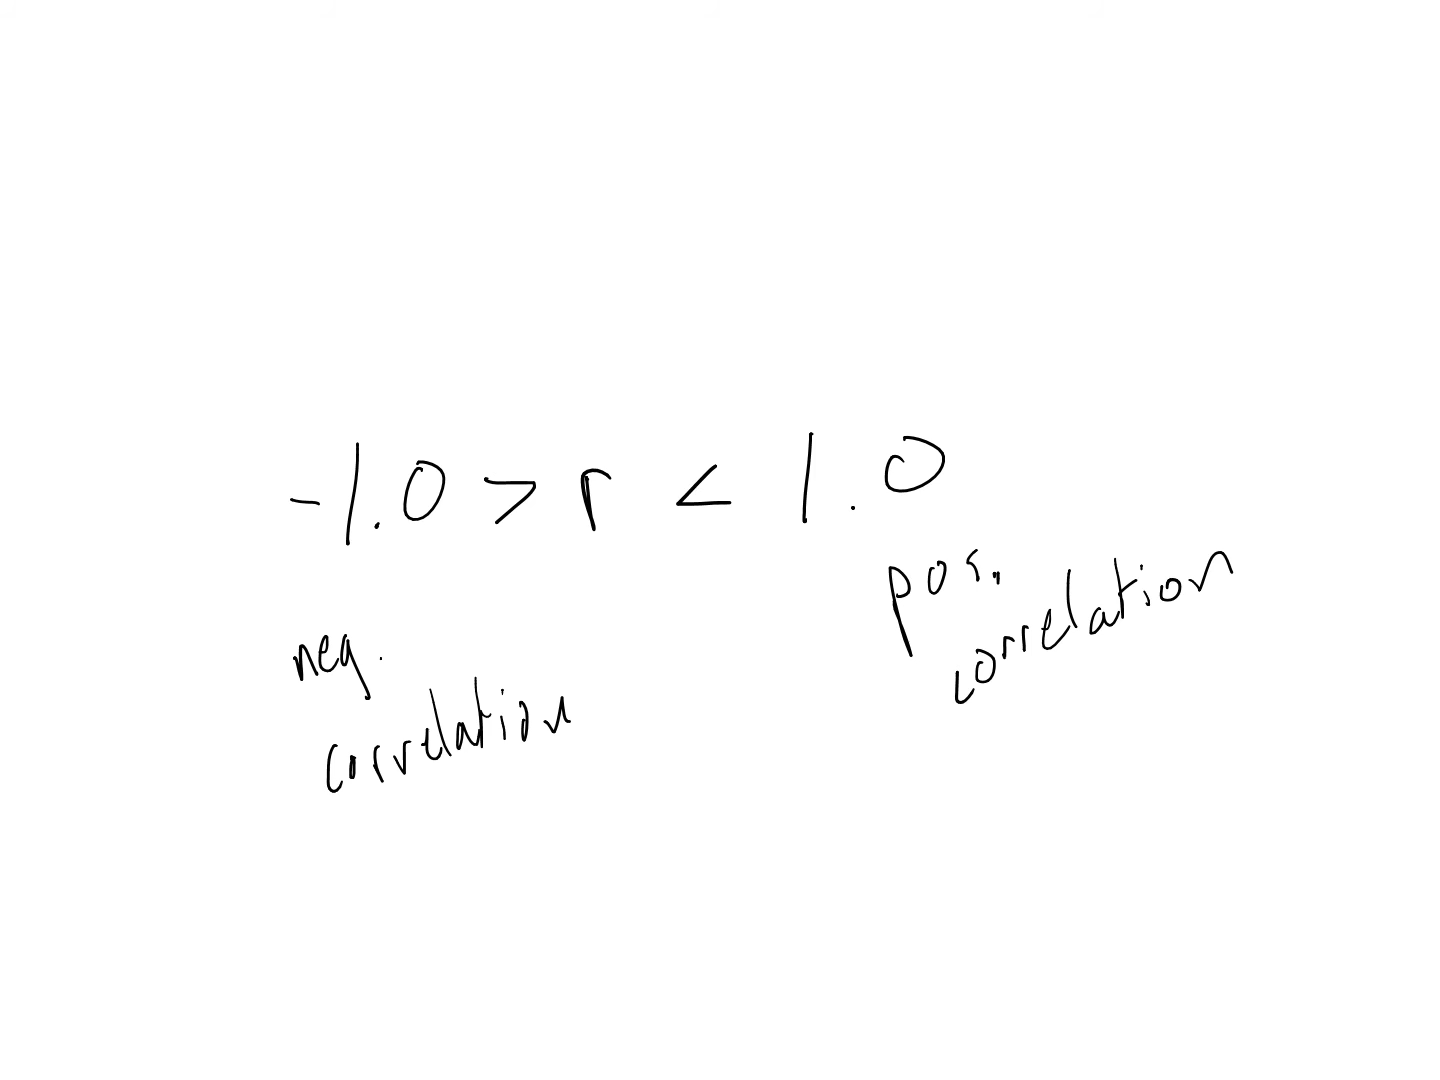 -1.0 > r < 1.0
neg.
correlation
pos.
correlation